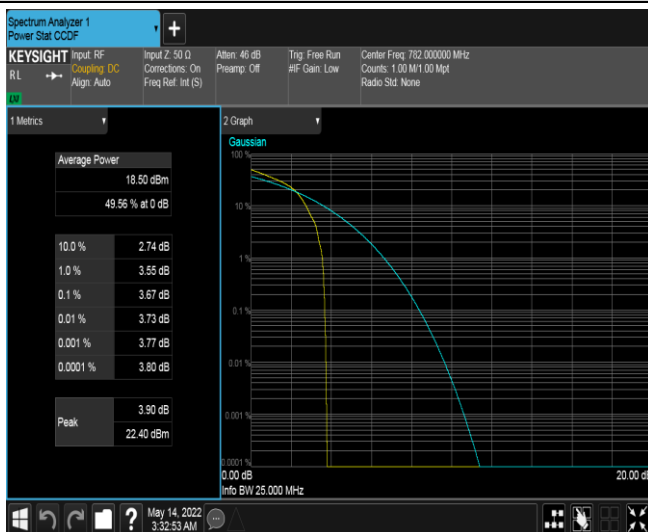 Spectrum Analyzer 1
Power Stat CCDF
+
KEYSIGHT
RL
LXI
Input: RF
Coupling: DC
Align: Auto
Input Z: 50 Ω
Corrections: On
Freq Ref: Int (S)
Atten: 46 dB
Preamp: Off
Trig: Free Run
#IF Gain: Low
Center Freq: 782.000000 MHz
Counts: 1.00 M/1.00 Mpt
Radio Std: None
1 Metrics
Average Power
18.50 dBm
49.56 % at 0 dB
10.0 % 2.74 dB
1.0 % 3.55 dB
0.1 % 3.67 dB
0.01 % 3.73 dB
0.001 % 3.77 dB
0.0001 % 3.80 dB
Peak
3.90 dB
22.40 dBm
2 Graph
Gaussian
100 %
10 %
1 %
0.1 %
0.01 %
0.001 %
0.0001 %
0.00 dB 20.00 dB
Info BW 25.000 MHz
?
May 14, 2022
3:32:53 AM